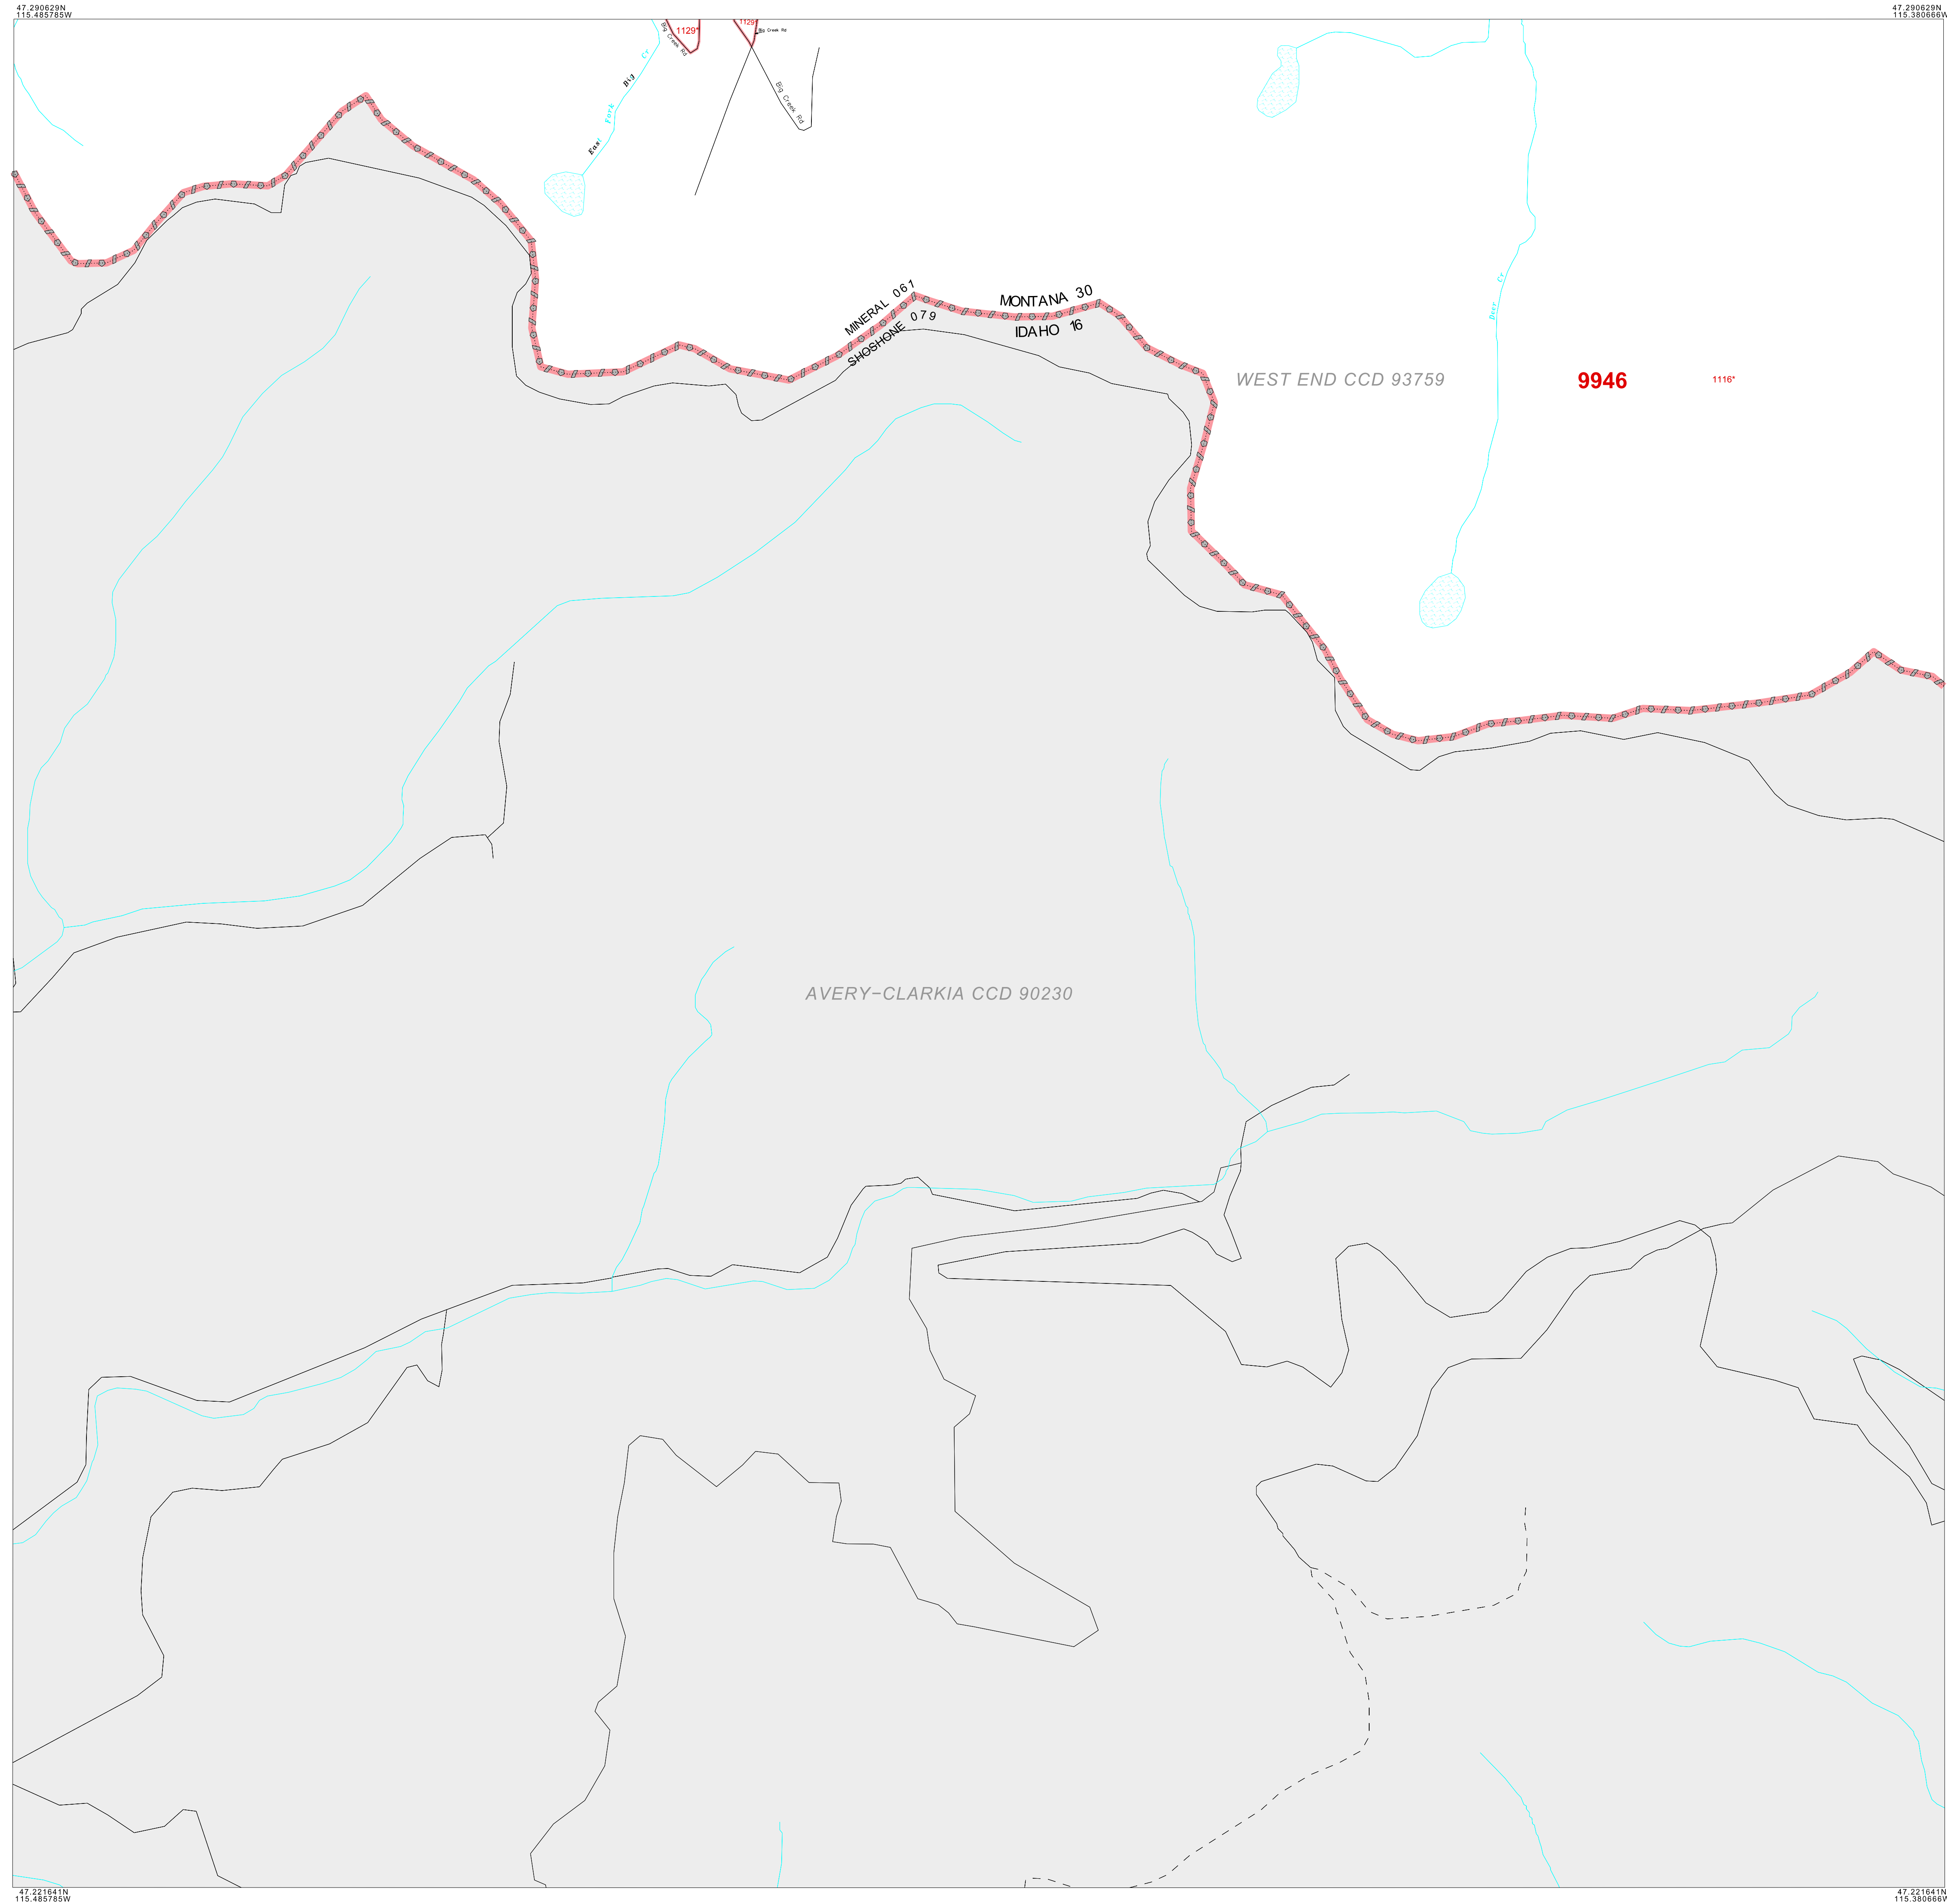 47.290629N
115.485785W
47.290629N
115.380666W
1129*
1129*
Big Creek Rd
Big Creek Rd
Big Creek Rd
East Fork Big Cr
Deer Cr
MINERAL 061
SHOSHONE 079
MONTANA 30
IDAHO 16
WEST END CCD 93759
9946
1116*
AVERY-CLARKIA CCD 90230
47.221641N
115.485785W
47.221641N
115.380666W